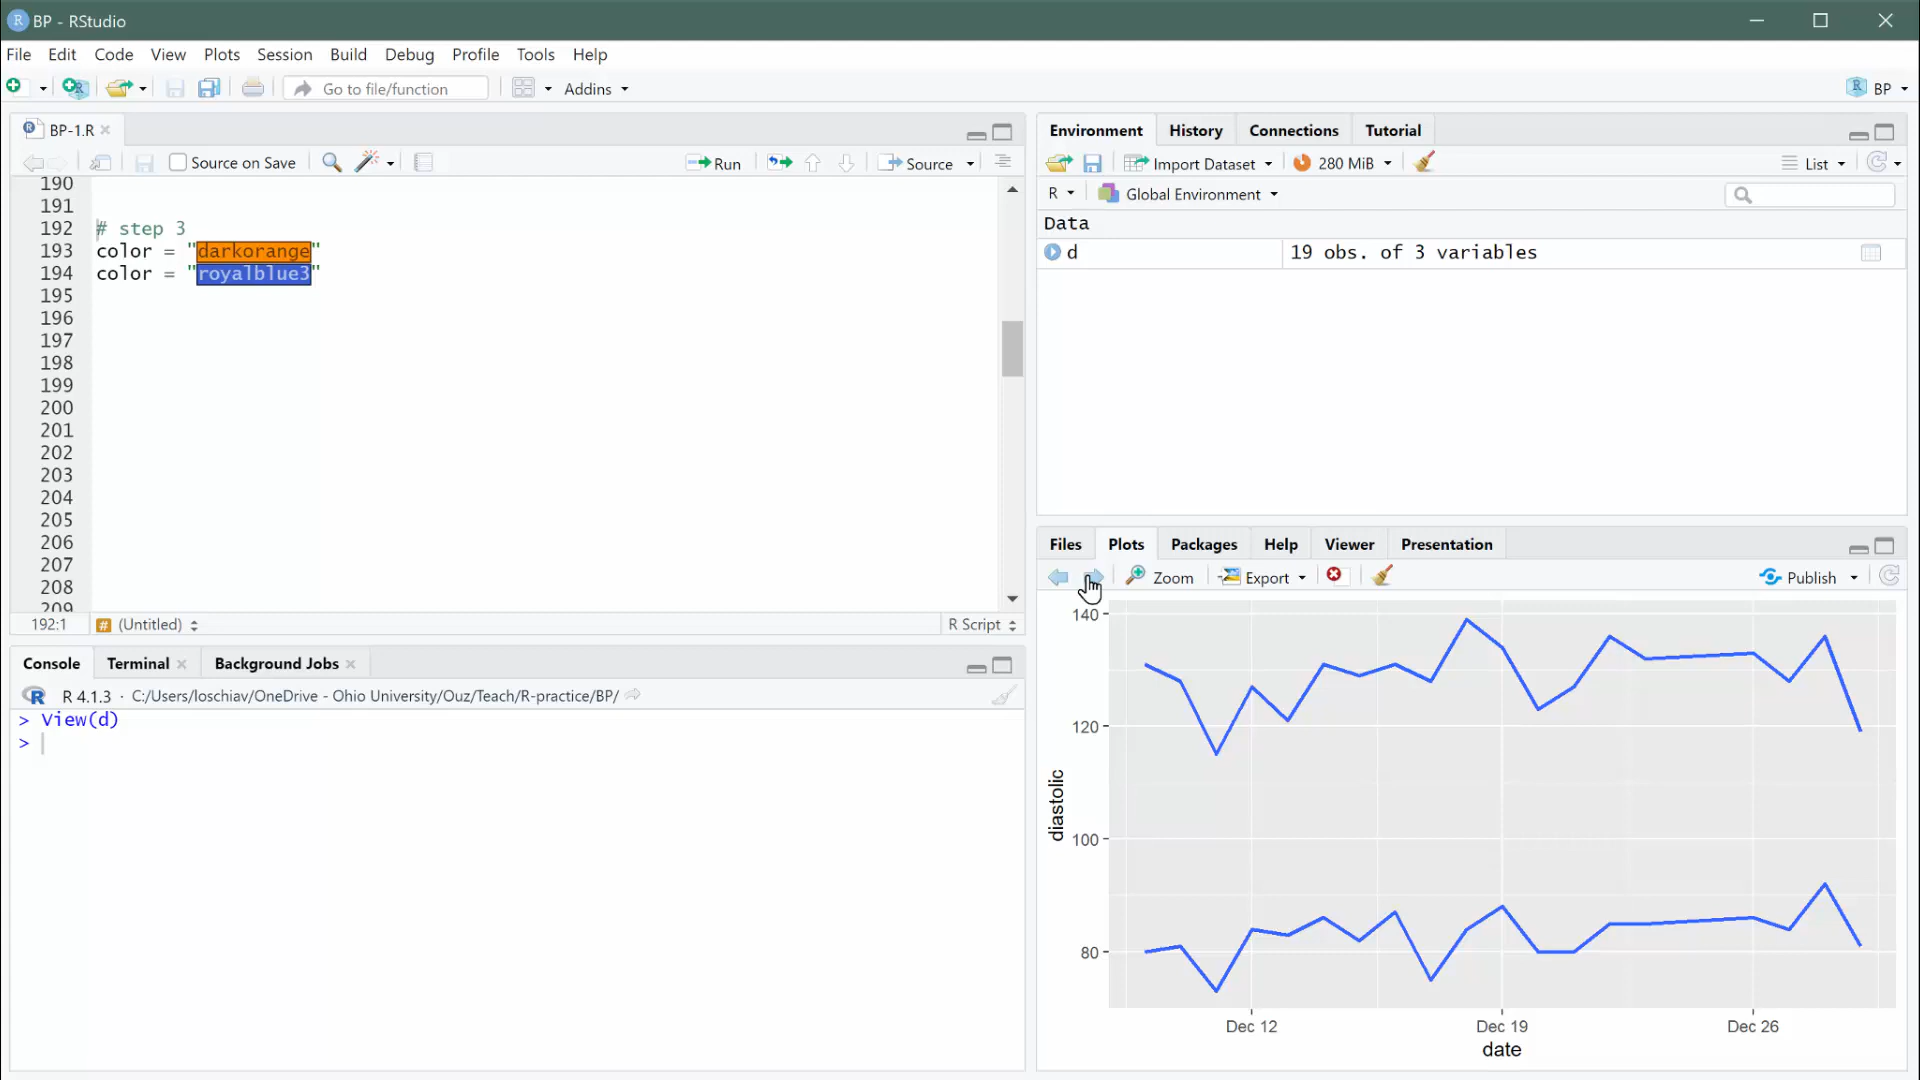 BP - RStudio
File Edit Code View Plots Session Build Debug Profile Tools Help
Go to file/function Addins BP
BP-1.R
Source on Save Run Source
190
191
192 # step 3
193 color = "darkorange"
194 color = "royalblue3"
195
196
197
198
199
200
201
202
203
204
205
206
207
208
209
192:1 # (Untitled) R Script
Console Terminal Background Jobs
R 4.1.3 · C:/Users/loschiav/OneDrive - Ohio University/Ouz/Teach/R-practice/BP/
> View(d)
>
Environment History Connections Tutorial
Import Dataset 280 MiB List
R Global Environment
Data
d 19 obs. of 3 variables
Files Plots Packages Help Viewer Presentation
Zoom Export Publish
140
120
100
80
diastolic
Dec 12 Dec 19 Dec 26
date